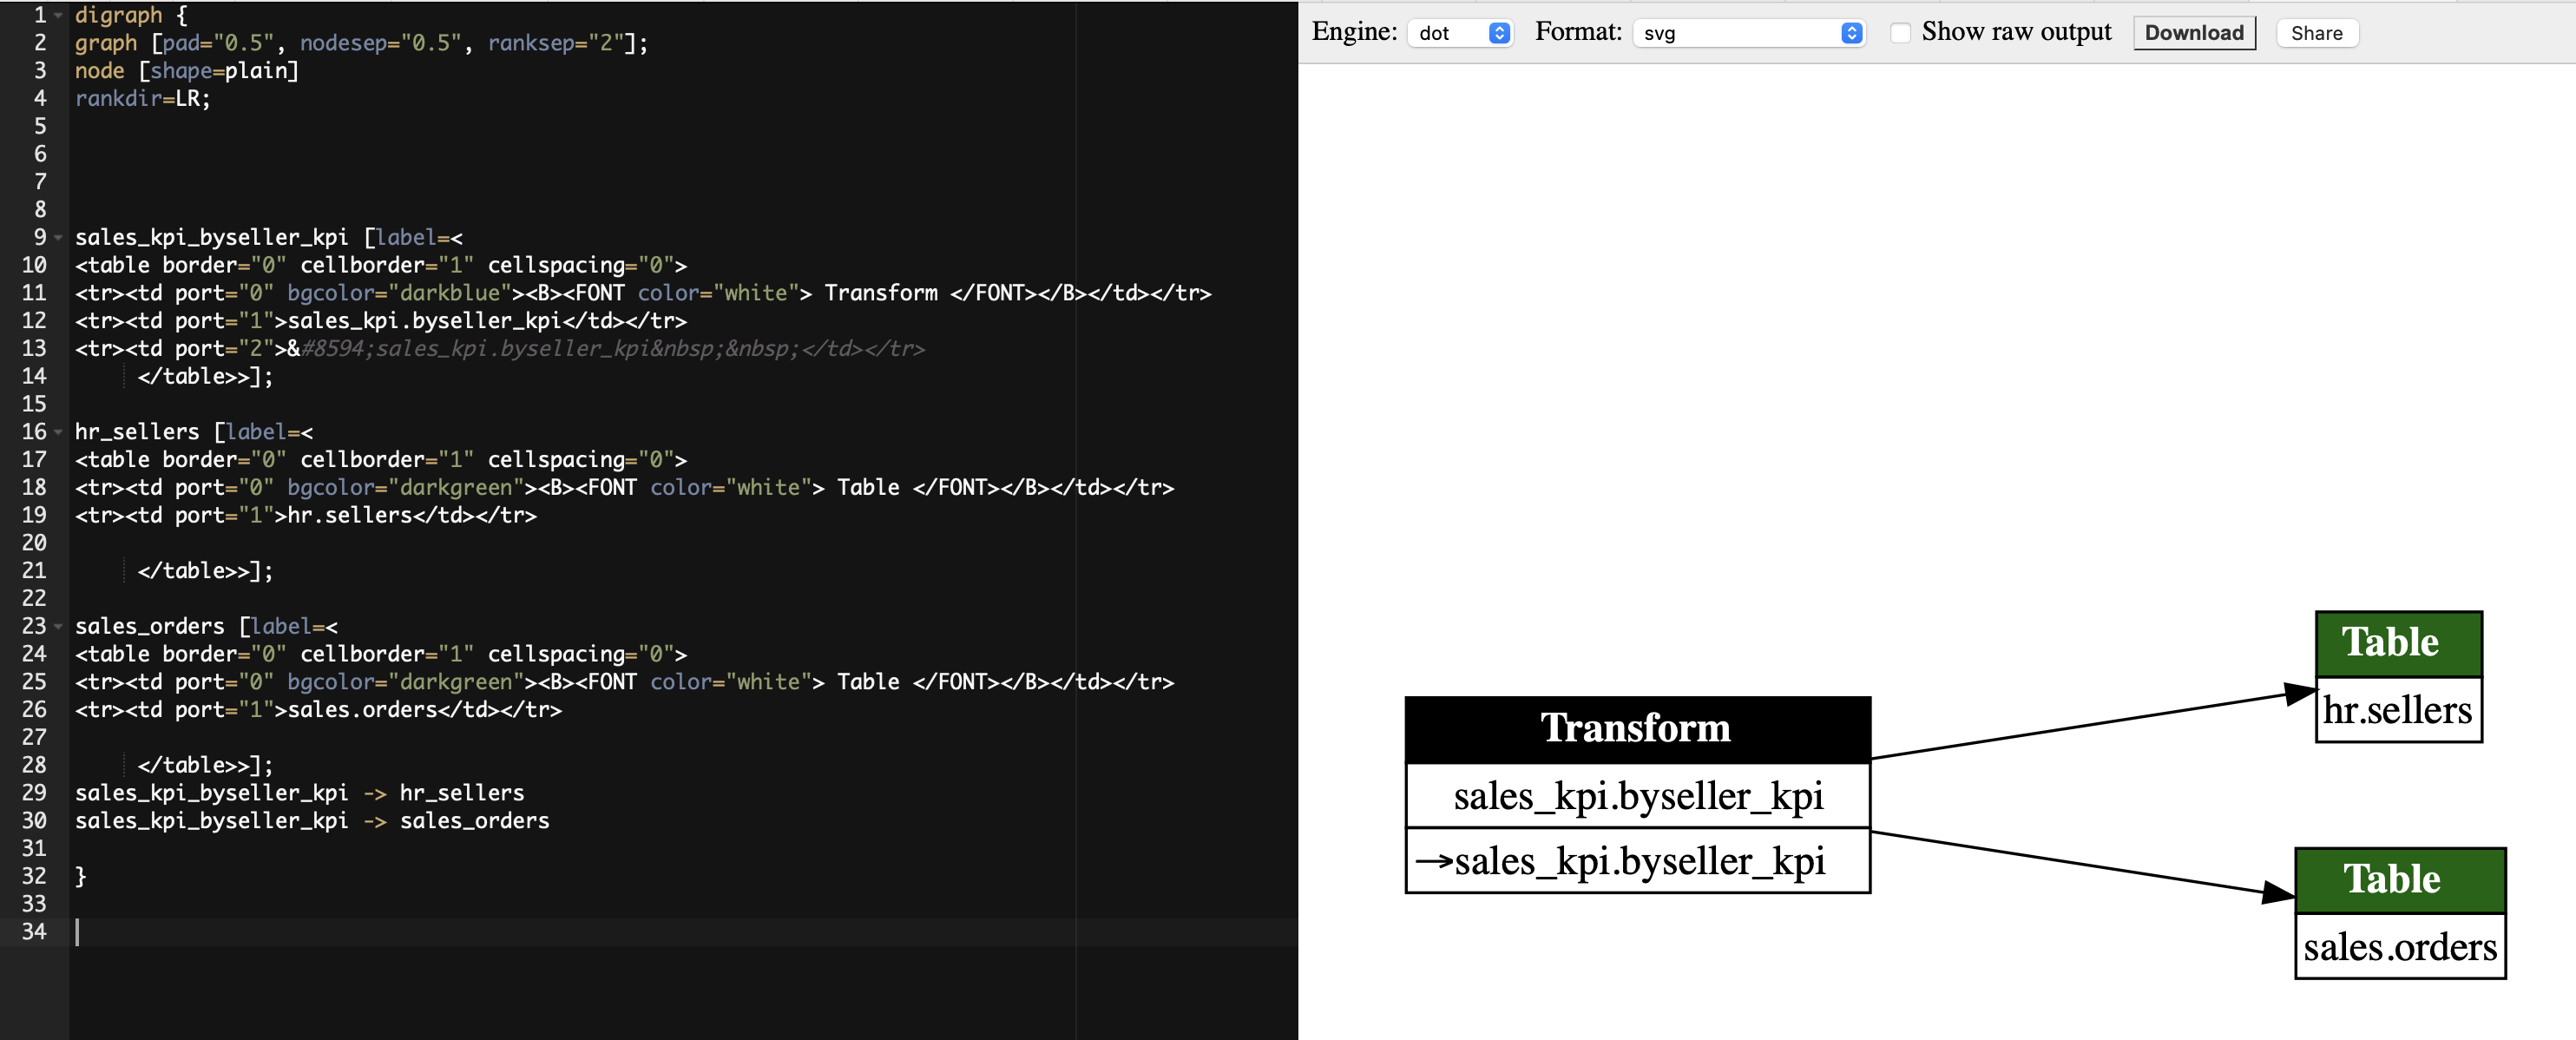 1 digraph {
2 graph [pad="0.5", nodesep="0.5", ranksep="2"];
3 node [shape=plain]
4 rankdir=LR;
5
6
7
8
9 sales_kpi_byseller_kpi [label=<
10 <table border="0" cellborder="1" cellspacing="0">
11 <tr><td port="0" bgcolor="darkblue"><B><FONT color="white"> Transform </FONT></B></td></tr>
12 <tr><td port="1">sales_kpi.byseller_kpi</td></tr>
13 <tr><td port="2">&#8594;sales_kpi.byseller_kpi&nbsp;&nbsp;</td></tr>
14      </table>>];
15
16 hr_sellers [label=<
17 <table border="0" cellborder="1" cellspacing="0">
18 <tr><td port="0" bgcolor="darkgreen"><B><FONT color="white"> Table </FONT></B></td></tr>
19 <tr><td port="1">hr.sellers</td></tr>
20
21      </table>>];
22
23 sales_orders [label=<
24 <table border="0" cellborder="1" cellspacing="0">
25 <tr><td port="0" bgcolor="darkgreen"><B><FONT color="white"> Table </FONT></B></td></tr>
26 <tr><td port="1">sales.orders</td></tr>
27
28      </table>>];
29 sales_kpi_byseller_kpi -> hr_sellers
30 sales_kpi_byseller_kpi -> sales_orders
31
32 }
33
34
Engine: dot Format: svg Show raw output Download Share
Transform
sales_kpi.byseller_kpi
→sales_kpi.byseller_kpi
Table
hr.sellers
Table
sales.orders